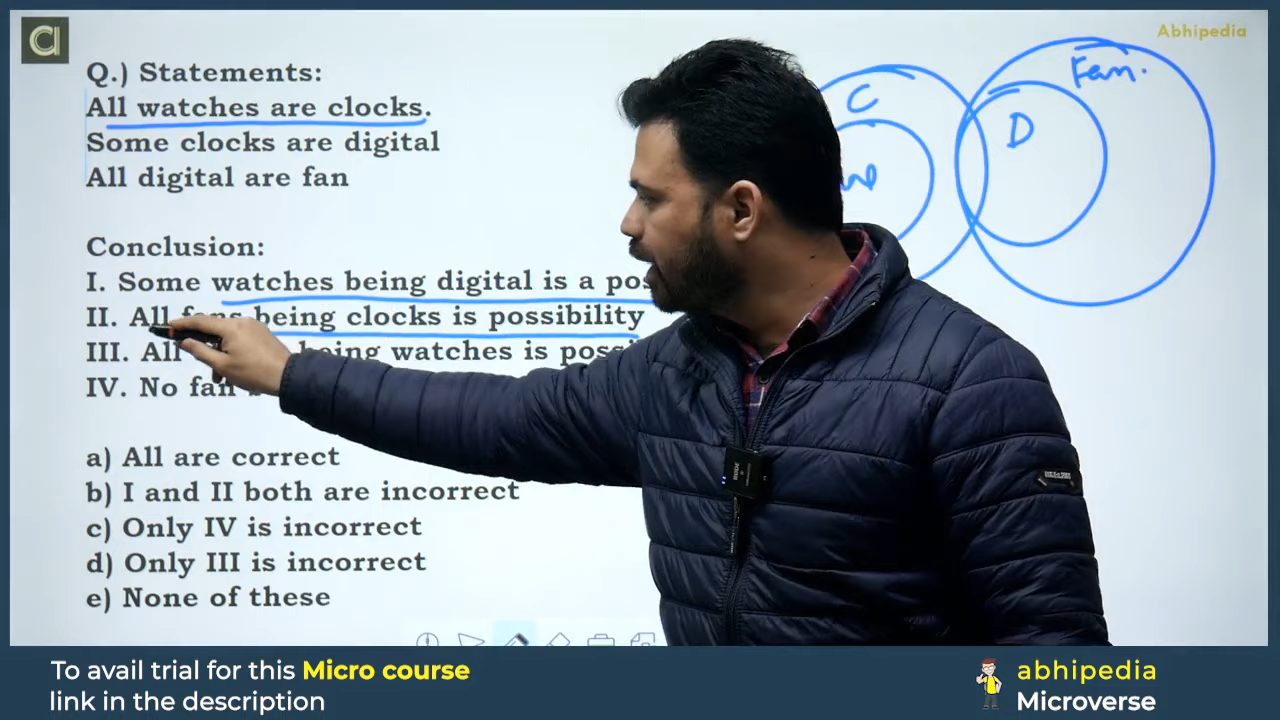 Abhipedia
Q.) Statements:
All watches are clocks.
Some clocks are digital
All digital are fan
Conclusion:
I. Some watches being digital is a
II. All fans being clocks is possibility
III. All being watches is
IV. No fan
a) All are correct
b) I and II both are incorrect
c) Only IV is incorrect
d) Only III is incorrect
e) None of these
C
D
Fan.
To avail trial for this Micro course
link in the description
abhipedia
Microverse